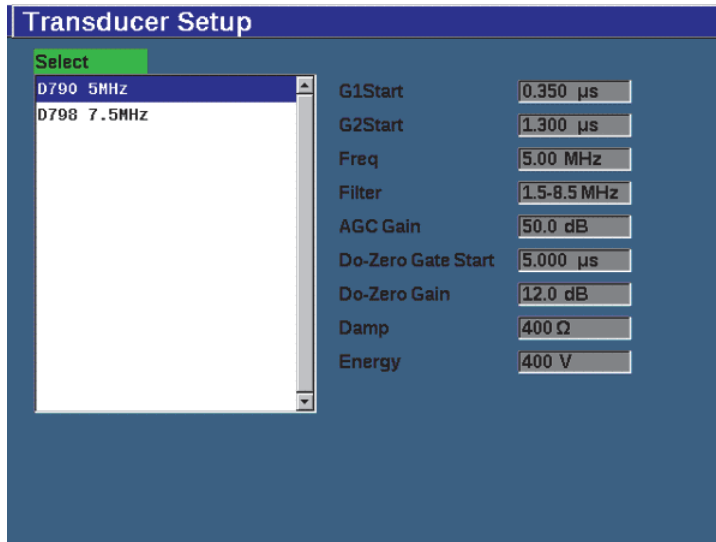 Transducer Setup
Select
D790 5MHz
D798 7.5MHz
G1Start 0.350 µs
G2Start 1.300 µs
Freq 5.00 MHz
Filter 1.5-8.5 MHz
AGC Gain 50.0 dB
Do-Zero Gate Start 5.000 µs
Do-Zero Gain 12.0 dB
Damp 400 Ω
Energy 400 V